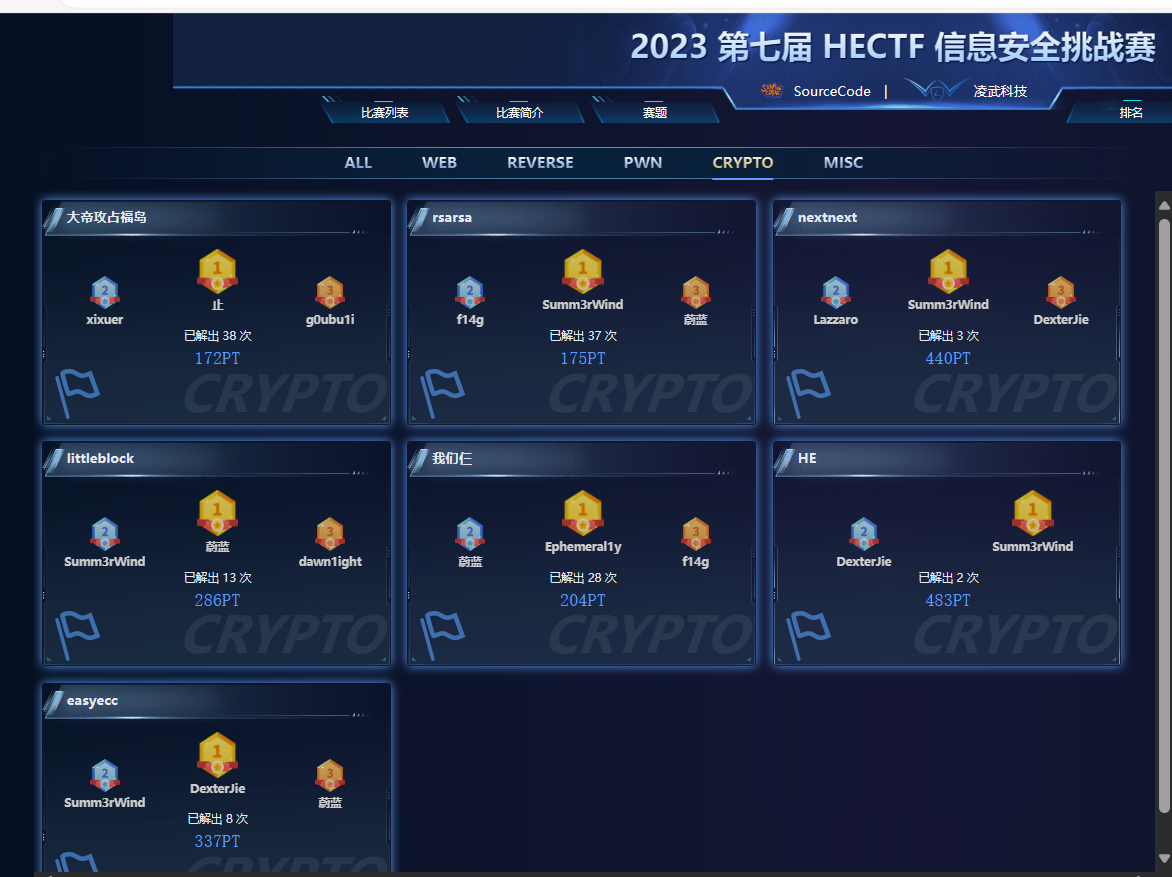 2023 第七届 HECTF 信息安全挑战赛
SourceCode | 凌武科技
比赛列表 比赛简介 赛题 排名
ALL WEB REVERSE PWN CRYPTO MISC
大帝攻占福岛 rsarsa nextnext
1 1 1
2 3 2 3 2 3
止 Summ3rWind Summ3rWind
xixuer g0ubu1i f14g 蔚蓝 Lazzaro DexterJie
已解出 38 次 已解出 37 次 已解出 3 次
172PT 175PT 440PT
CRYPTO CRYPTO CRYPTO
littleblock 我们仨 HE
1 1 1
2 3 2 3 2
蔚蓝 Ephemeral1y Summ3rWind
Summ3rWind dawn1ight 蔚蓝 f14g DexterJie
已解出 13 次 已解出 28 次 已解出 2 次
286PT 204PT 483PT
CRYPTO CRYPTO CRYPTO
easyecc
1
2 3
DexterJie
Summ3rWind 蔚蓝
已解出 8 次
337PT
CRYPTO